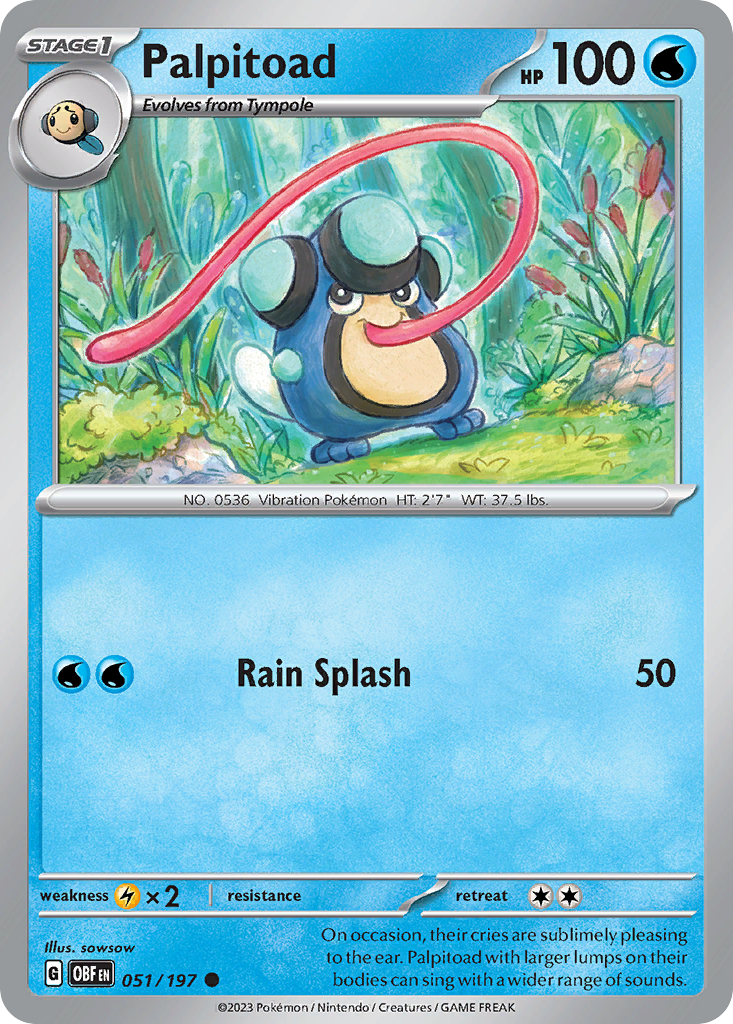 STAGE1
Palpitoad
HP 100
Evolves from Tympole
NO. 0536 Vibration Pokémon HT: 2'7" WT: 37.5 lbs.
Rain Splash 50
weakness ×2 resistance retreat
Illus. sowsow
G OBF EN 051/197
On occasion, their cries are sublimely pleasing
to the ear. Palpitoad with larger lumps on their
bodies can sing with a wider range of sounds.
©2023 Pokémon / Nintendo / Creatures / GAME FREAK